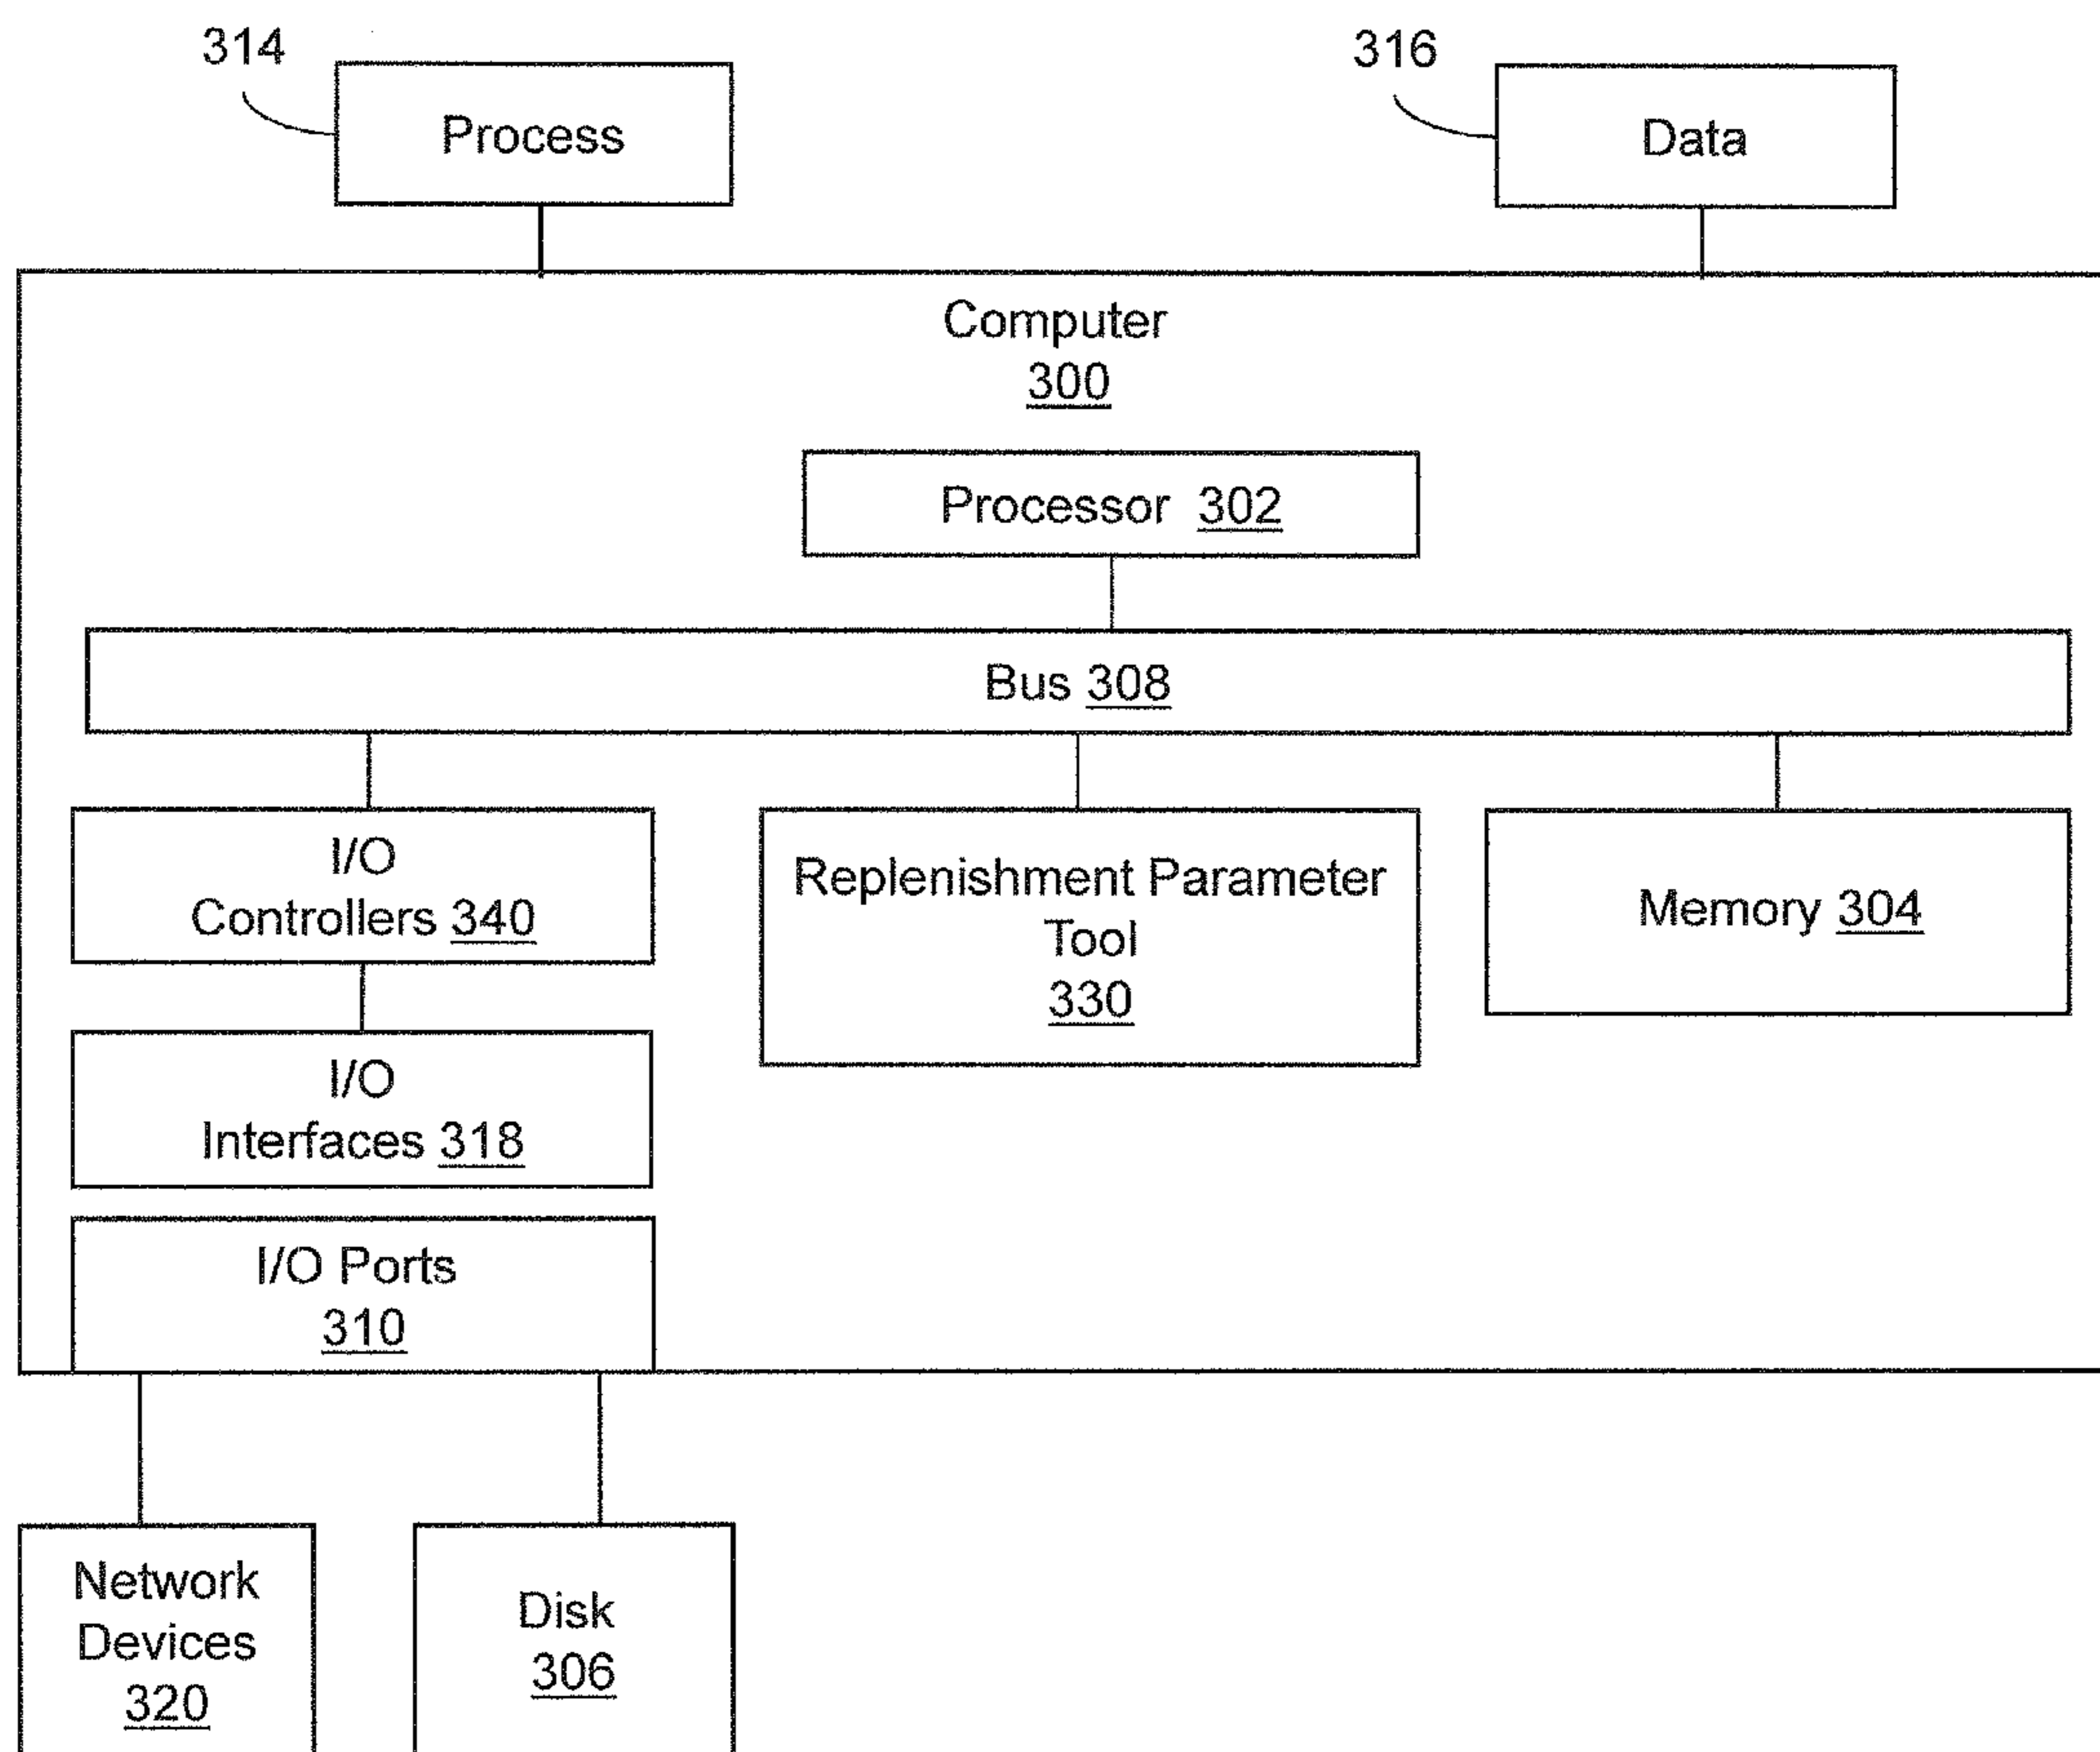 314
Process
316
Data
Computer
300
Processor 302
Bus 308
I/O
Controllers 340
Replenishment Parameter
Tool
330
Memory 304
I/O
Interfaces 318
I/O Ports
310
Network
Devices
320
Disk
306